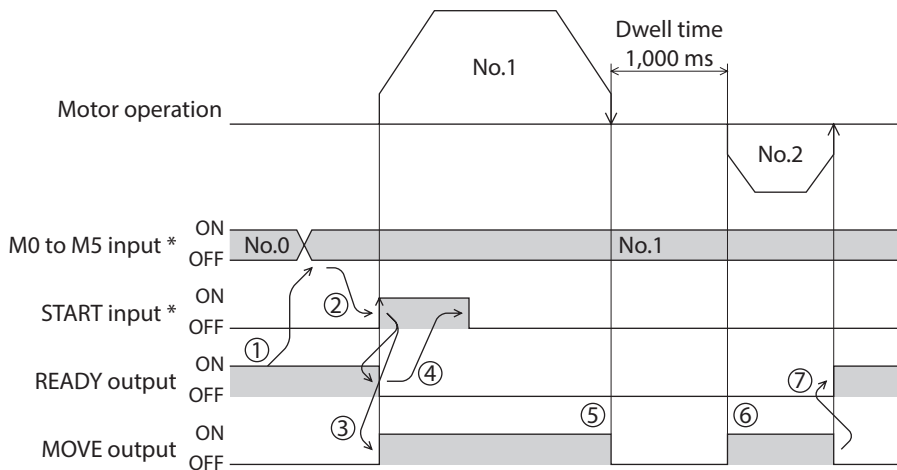 Dwell time
1,000 ms
No.1
Motor operation
No.2
M0 to M5 input *
ON
OFF
No.0
No.1
START input *
ON
OFF
②
①
READY output
ON
OFF
④
⑦
③
⑤
⑥
MOVE output
ON
OFF